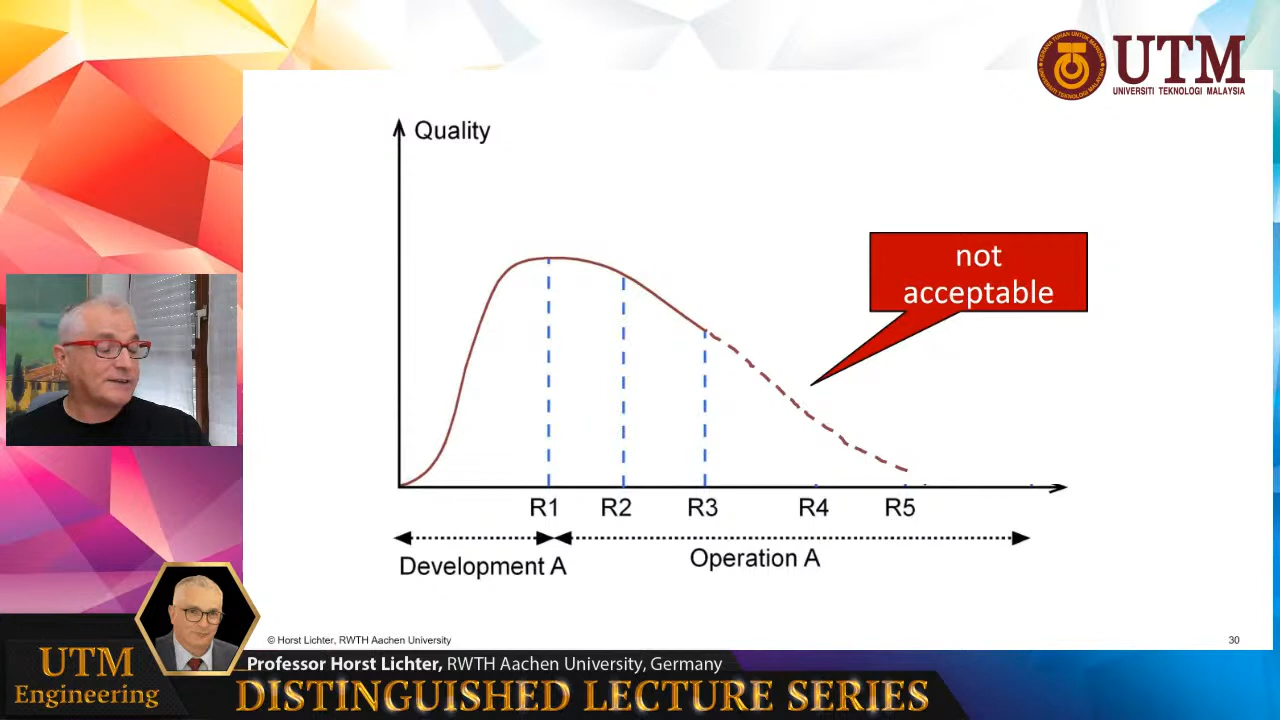 UTM
UNIVERSITI TEKNOLOGI MALAYSIA
Quality
not
acceptable
R1
R2
R3
R4
R5
Development A
Operation A
© Horst Lichter, RWTH Aachen University
30
UTM
Engineering
Professor Horst Lichter, RWTH Aachen University, Germany
DISTINGUISHED LECTURE SERIES